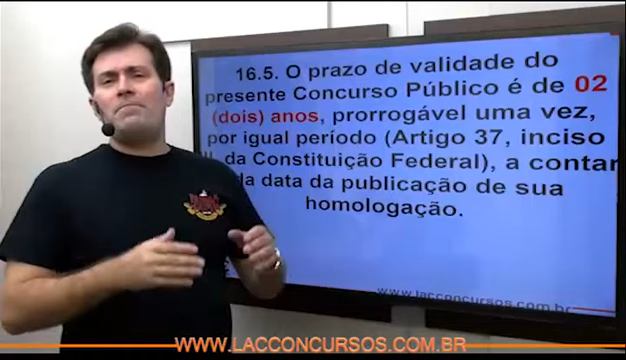 16.5. O prazo de validade do
presente Concurso Público é de 02
(dois) anos, prorrogável uma vez,
por igual período (Artigo 37, inciso
da Constituição Federal), a contar
da data da publicação de sua
homologação.
www.lacconcursos.com.br
WWW.LACCONCURSOS.COM.BR